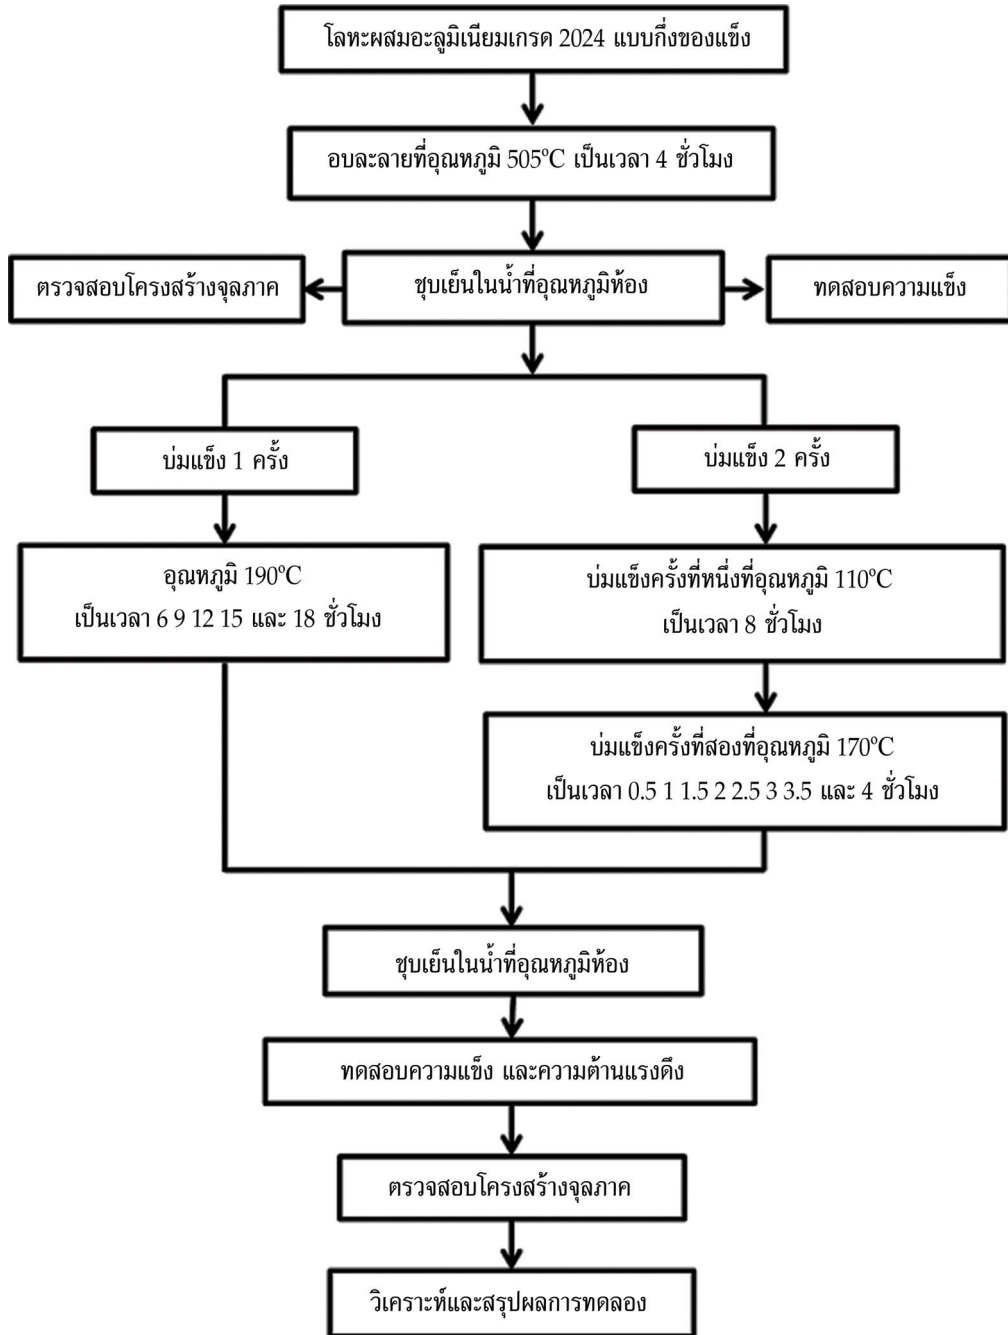 โลหะผสมอะลูมิเนียมเกรด 2024 แบบกึ่งของแข็ง
อบละลายที่อุณหภูมิ 505°C เป็นเวลา 4 ชั่วโมง
ตรวจสอบโครงสร้างจุลภาค
ชุบเย็นในน้ำที่อุณหภูมิห้อง
ทดสอบความแข็ง
บ่มแข็ง 1 ครั้ง
บ่มแข็ง 2 ครั้ง
อุณหภูมิ 190°C
เป็นเวลา 6 9 12 15 และ 18 ชั่วโมง
บ่มแข็งครั้งที่หนึ่งที่อุณหภูมิ 110°C
เป็นเวลา 8 ชั่วโมง
บ่มแข็งครั้งที่สองที่อุณหภูมิ 170°C
เป็นเวลา 0.5 1 1.5 2 2.5 3 3.5 และ 4 ชั่วโมง
ชุบเย็นในน้ำที่อุณหภูมิห้อง
ทดสอบความแข็ง และความต้านแรงดึง
ตรวจสอบโครงสร้างจุลภาค
วิเคราะห์และสรุปผลการทดลอง